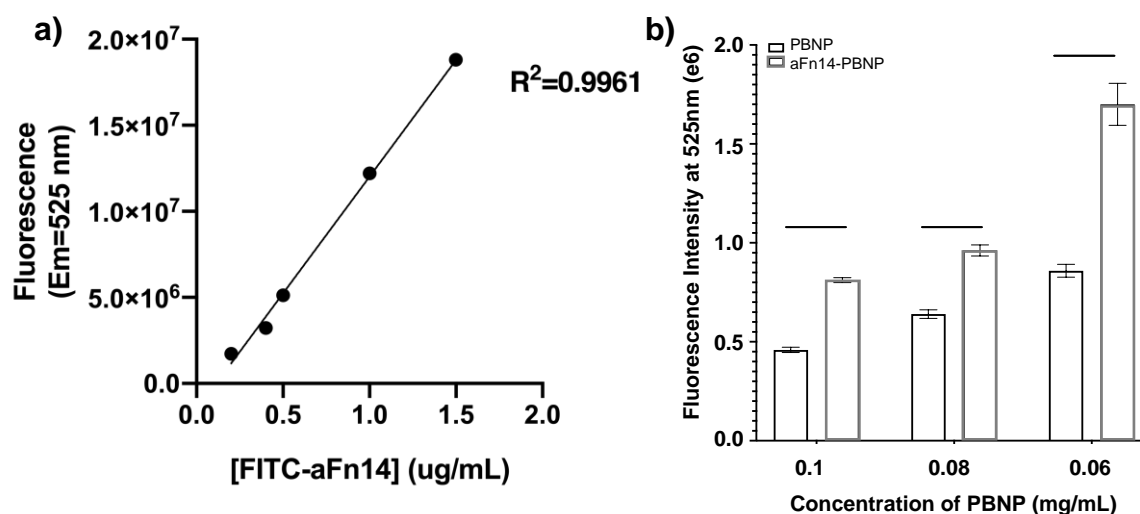 a)
2.0×10⁷
1.5×10⁷
1.0×10⁷
5.0×10⁶
0.0
Fluorescence
(Em=525 nm)
R²=0.9961
0.0 0.5 1.0 1.5 2.0
[FITC-aFn14] (ug/mL)
b)
PBNP
aFn14-PBNP
2.0
1.5
1.0
0.5
0.0
Fluorescence Intensity at 525nm (e6)
0.1 0.08 0.06
Concentration of PBNP (mg/mL)